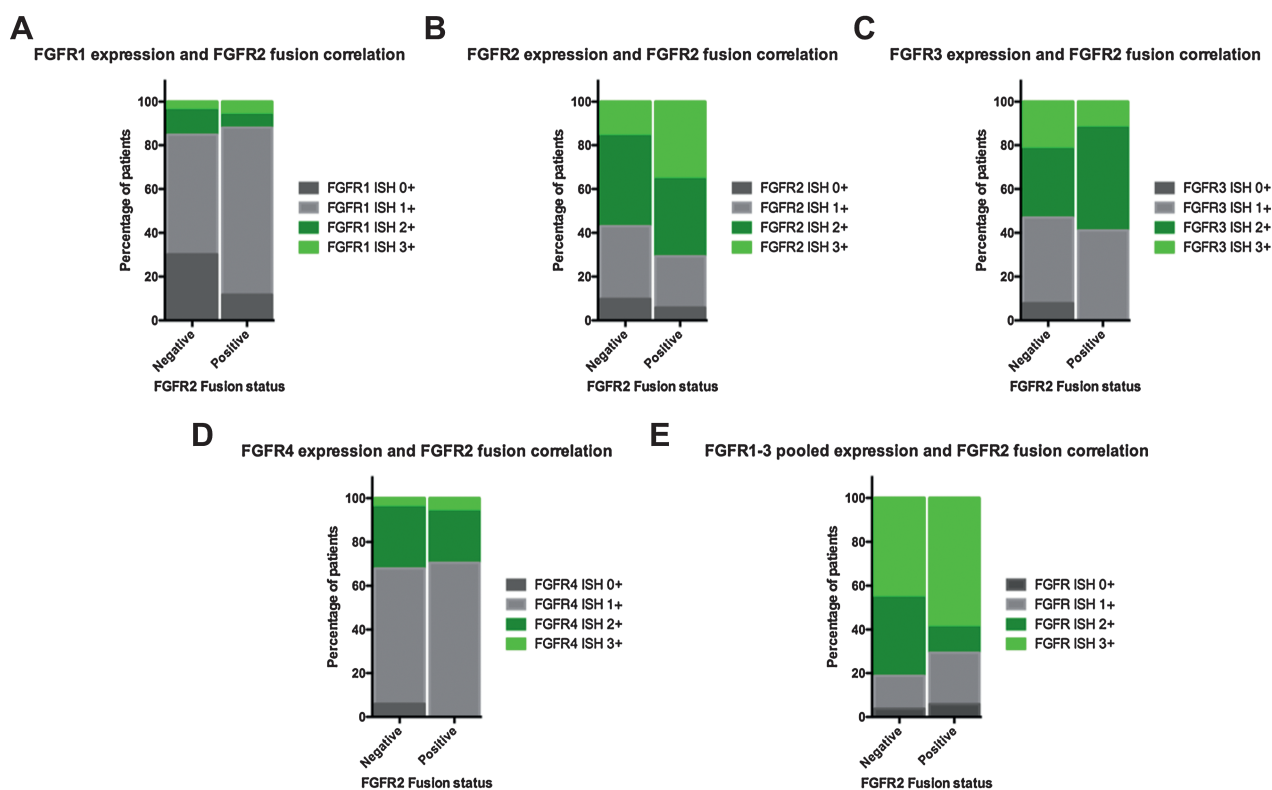 A
FGFR1 expression and FGFR2 fusion correlation
Percentage of patients
100
80
60
40
20
0
Negative
Positive
FGFR2 Fusion status
FGFR1 ISH 0+
FGFR1 ISH 1+
FGFR1 ISH 2+
FGFR1 ISH 3+
B
FGFR2 expression and FGFR2 fusion correlation
Percentage of patients
100
80
60
40
20
0
Negative
Positive
FGFR2 Fusion status
FGFR2 ISH 0+
FGFR2 ISH 1+
FGFR2 ISH 2+
FGFR2 ISH 3+
C
FGFR3 expression and FGFR2 fusion correlation
Percentage of patients
100
80
60
40
20
0
Negative
Positive
FGFR2 Fusion status
FGFR3 ISH 0+
FGFR3 ISH 1+
FGFR3 ISH 2+
FGFR3 ISH 3+
D
FGFR4 expression and FGFR2 fusion correlation
Percentage of patients
100
80
60
40
20
0
Negative
Positive
FGFR2 Fusion status
FGFR4 ISH 0+
FGFR4 ISH 1+
FGFR4 ISH 2+
FGFR4 ISH 3+
E
FGFR1-3 pooled expression and FGFR2 fusion correlation
Percentage of patients
100
80
60
40
20
0
Negative
Positive
FGFR2 Fusion status
FGFR ISH 0+
FGFR ISH 1+
FGFR ISH 2+
FGFR ISH 3+